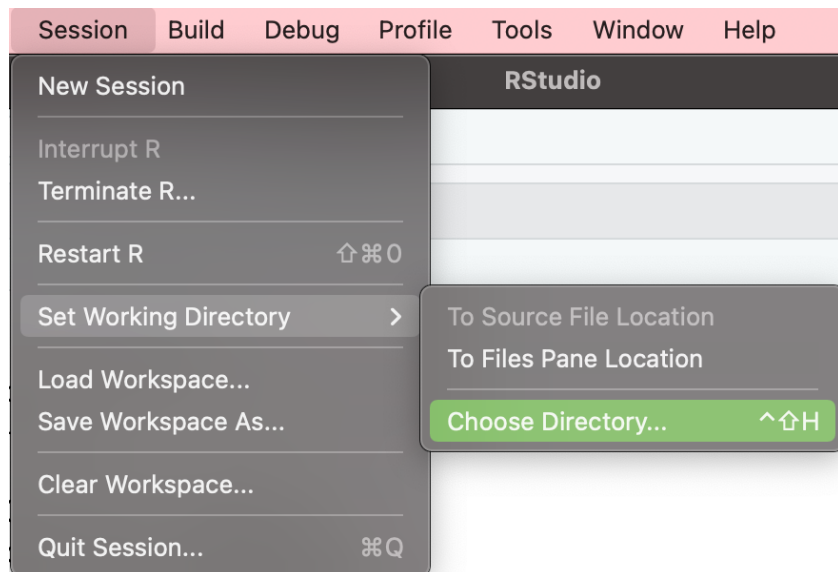 Session Build Debug Profile Tools Window Help
RStudio
New Session
Interrupt R
Terminate R...
Restart R ⇧⌘0
Set Working Directory >
To Source File Location
To Files Pane Location
Choose Directory... ^⇧H
Load Workspace...
Save Workspace As...
Clear Workspace...
Quit Session... ⌘Q